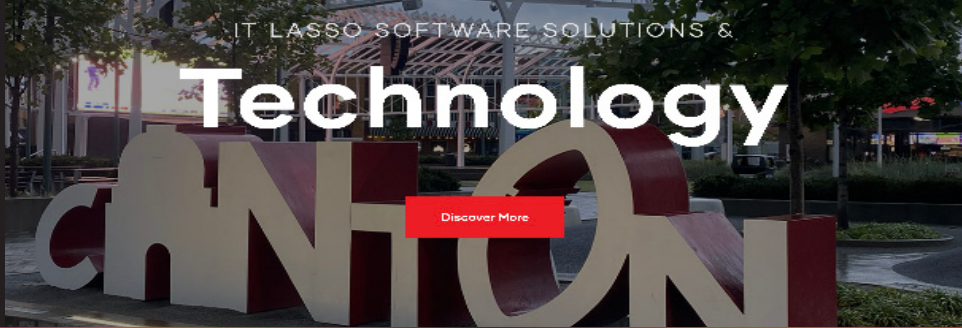 IT LASSO SOFTWARE SOLUTIONS &
Technology
CANTON
Discover More